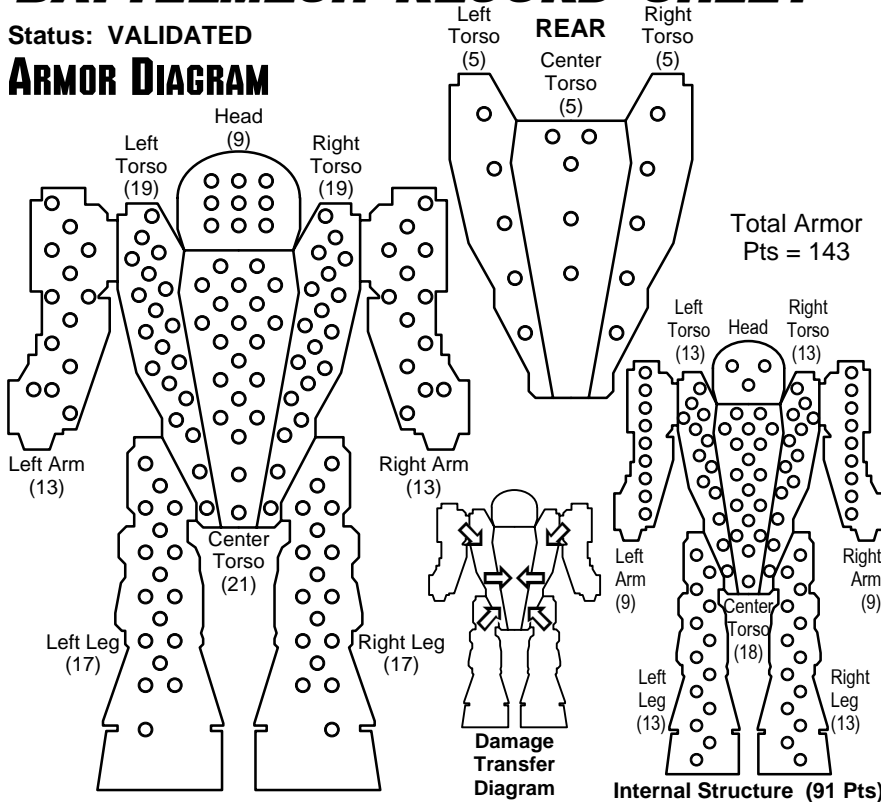 BATTLEMECH RECORD SHEET
Status: VALIDATED
ARMOR DIAGRAM
Head
(9)
Left
Torso
(19)
Right
Torso
(19)
Left Arm
(13)
Right Arm
(13)
Center
Torso
(21)
Left Leg
(17)
Right Leg
(17)
REAR
Left
Torso
(5)
Center
Torso
(5)
Right
Torso
(5)
Total Armor
Pts = 143
Left
Torso
(13)
Head
Right
Torso
(13)
Left
Arm
(9)
Right
Arm
(9)
Center
Torso
(18)
Left
Leg
(13)
Right
Leg
(13)
Damage
Transfer
Diagram
Internal Structure (91 Pts)